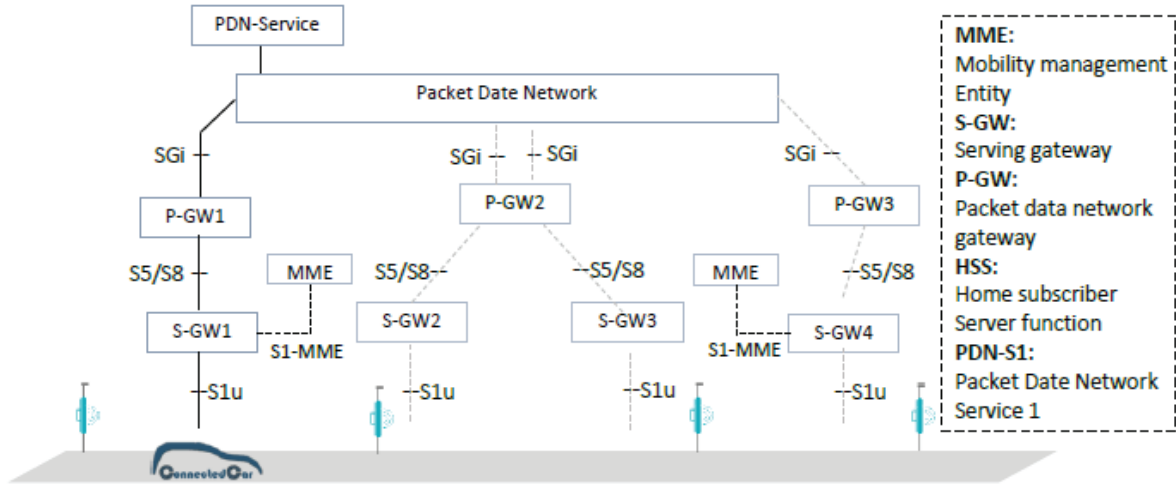 PDN-Service
Packet Date Network
SGi
SGi
SGi
SGi
P-GW1
P-GW2
P-GW3
S5/S8
MME
S5/S8
S5/S8
MME
S5/S8
S-GW1
S-GW2
S-GW3
S-GW4
S1-MME
S1-MME
S1u
S1u
S1u
S1u
ConnectedCar
MME:
Mobility management
Entity
S-GW:
Serving gateway
P-GW:
Packet data network
gateway
HSS:
Home subscriber
Server function
PDN-S1:
Packet Date Network
Service 1